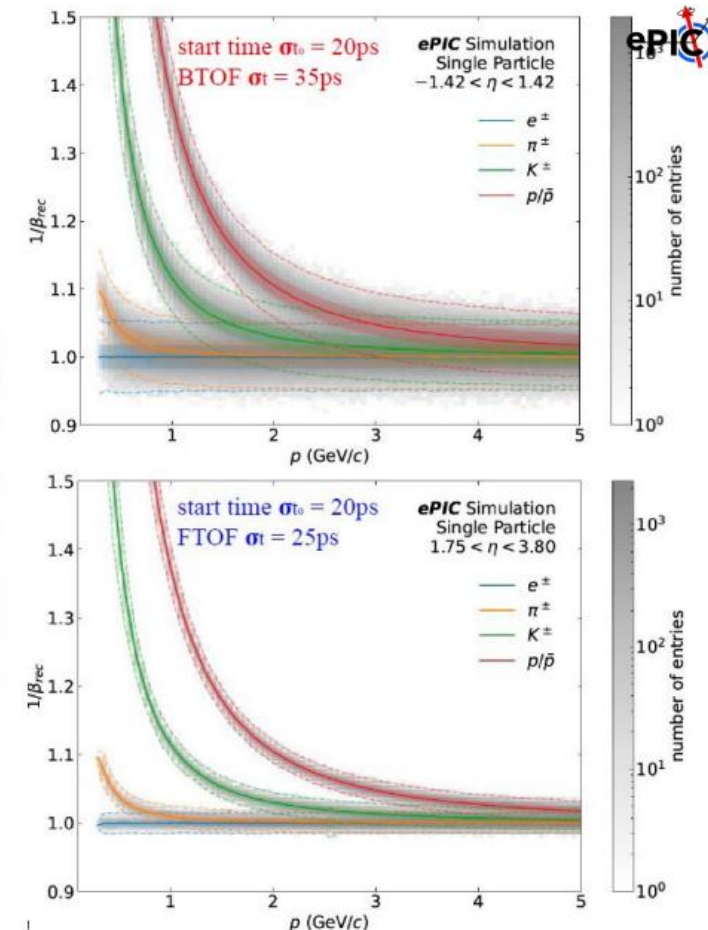 ePIC
start time σt₀ = 20ps
BTOF σt = 35ps
ePIC Simulation
Single Particle
−1.42 < η < 1.42
e ±
π ±
K ±
p/p̄
1.5
1.4
1.3
1.2
1.1
1.0
0.9
1/βrec
1 2 3 4 5
p (GeV/c)
10³
10²
10¹
10⁰
number of entries
start time σt₀ = 20ps
FTOF σt = 25ps
ePIC Simulation
Single Particle
1.75 < η < 3.80
e ±
π ±
K ±
p/p̄
1.5
1.4
1.3
1.2
1.1
1.0
0.9
1/βrec
1 2 3 4 5
p (GeV/c)
10³
10²
10¹
10⁰
number of entries